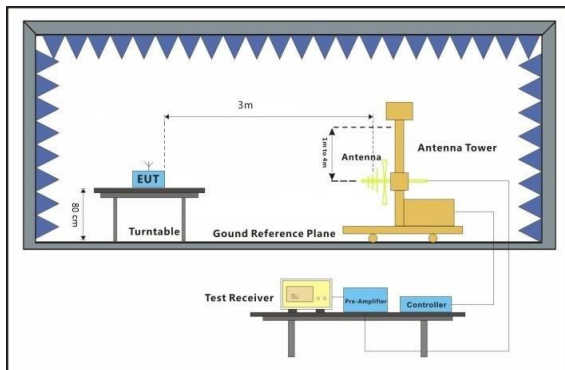 3m
1m to 4m
Antenna
Antenna Tower
EUT
80 cm
Turntable
Gound Reference Plane
Test Receiver
Pre-Amplifier
Controller